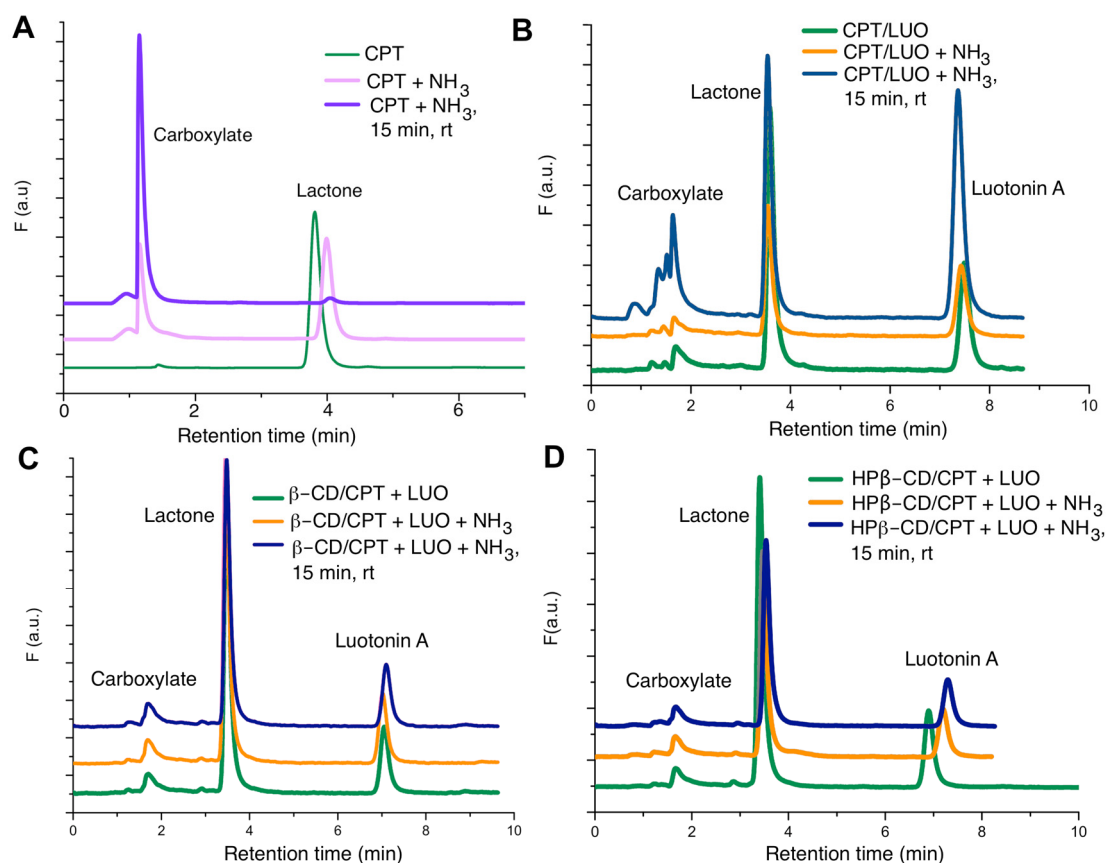 A
CPT
CPT + NH3
CPT + NH3,
15 min, rt
Carboxylate
Lactone
F (a.u)
0 2 4 6
Retention time (min)
B
CPT/LUO
CPT/LUO + NH3
CPT/LUO + NH3,
15 min, rt
Lactone
Carboxylate
Luotonin A
F (a.u.)
0 2 4 6 8 10
Retention time (min)
C
β–CD/CPT + LUO
β–CD/CPT + LUO + NH3
β–CD/CPT + LUO + NH3,
15 min, rt
Lactone
Luotonin A
Carboxylate
F (a.u.)
0 2 4 6 8 10
Retention time (min)
D
HPβ–CD/CPT + LUO
HPβ–CD/CPT + LUO + NH3
HPβ–CD/CPT + LUO + NH3,
15 min, rt
Lactone
Luotonin A
Carboxylate
F(a.u.)
0 2 4 6 8 10
Retention time (min)